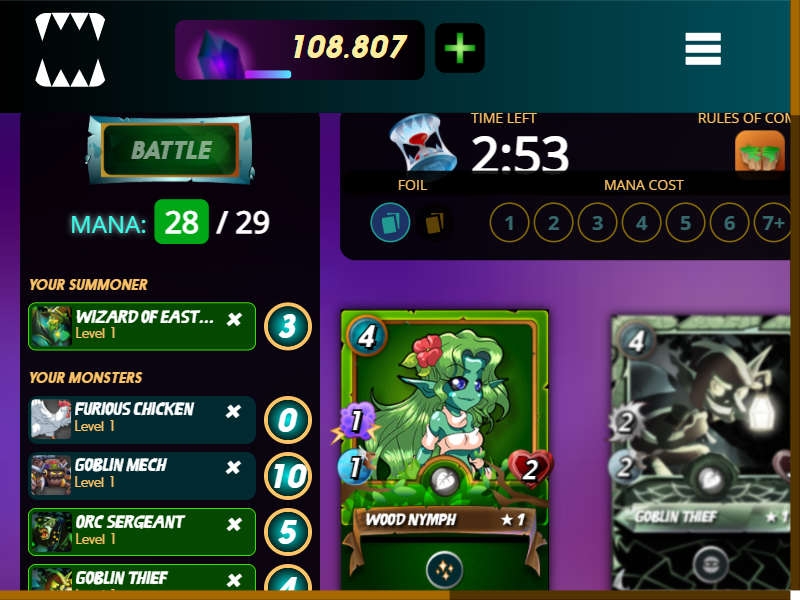 108.807
BATTLE
MANA: 28 / 29
YOUR SUMMONER
WIZARD OF EAST...
Level 1
3
YOUR MONSTERS
FURIOUS CHICKEN
Level 1
0
GOBLIN MECH
Level 1
10
ORC SERGEANT
Level 1
5
GOBLIN THIEF
4
TIME LEFT
2:53
RULES OF COM
FOIL
MANA COST
1 2 3 4 5 6 7+
4
1
1
2
WOOD NYMPH ★ 1
4
2
2
GOBLIN THIEF ★ 1